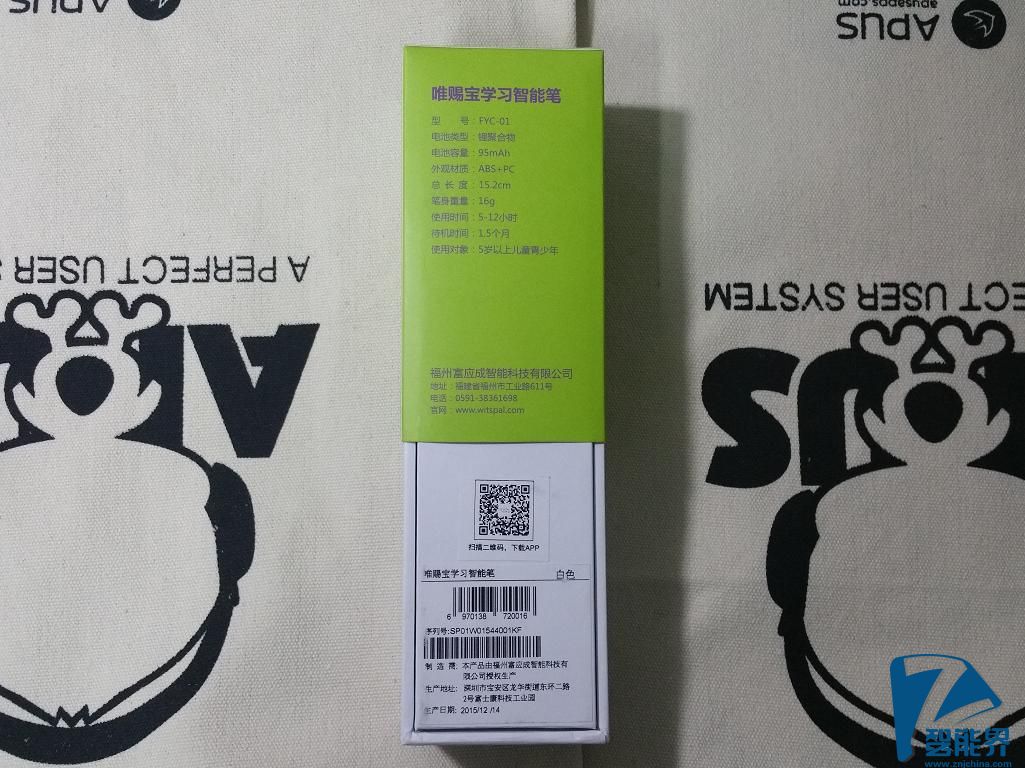 APUS
apusapps.com
A PERFECT USER S
A
唯赐宝学习智能笔
型 号：FYC-01
电池类型：锂聚合物
电池容量：95mAh
外观材质：ABS+PC
总 长 度：15.2cm
笔身重量：16g
使用时间：5-12小时
待机时间：1.5个月
使用对象：5岁以上儿童青少年
福州富应成智能科技有限公司
地址：福建省福州市工业路611号
电话：0591-38361698
官网：www.witspal.com
扫描二维码，下载APP
唯赐宝学习智能笔 白色
6 970138 720016
序列号:SP01W01544001KF
制 造 商: 本产品由福州富应成智能科技有
限公司授权生产
生产地址: 深圳市宝安区龙华街道东环二路
2号富士康科技工业园
生产日期: 2015/12 /14
ECT USER SYSTEM
US
智能界
www.znjchina.com